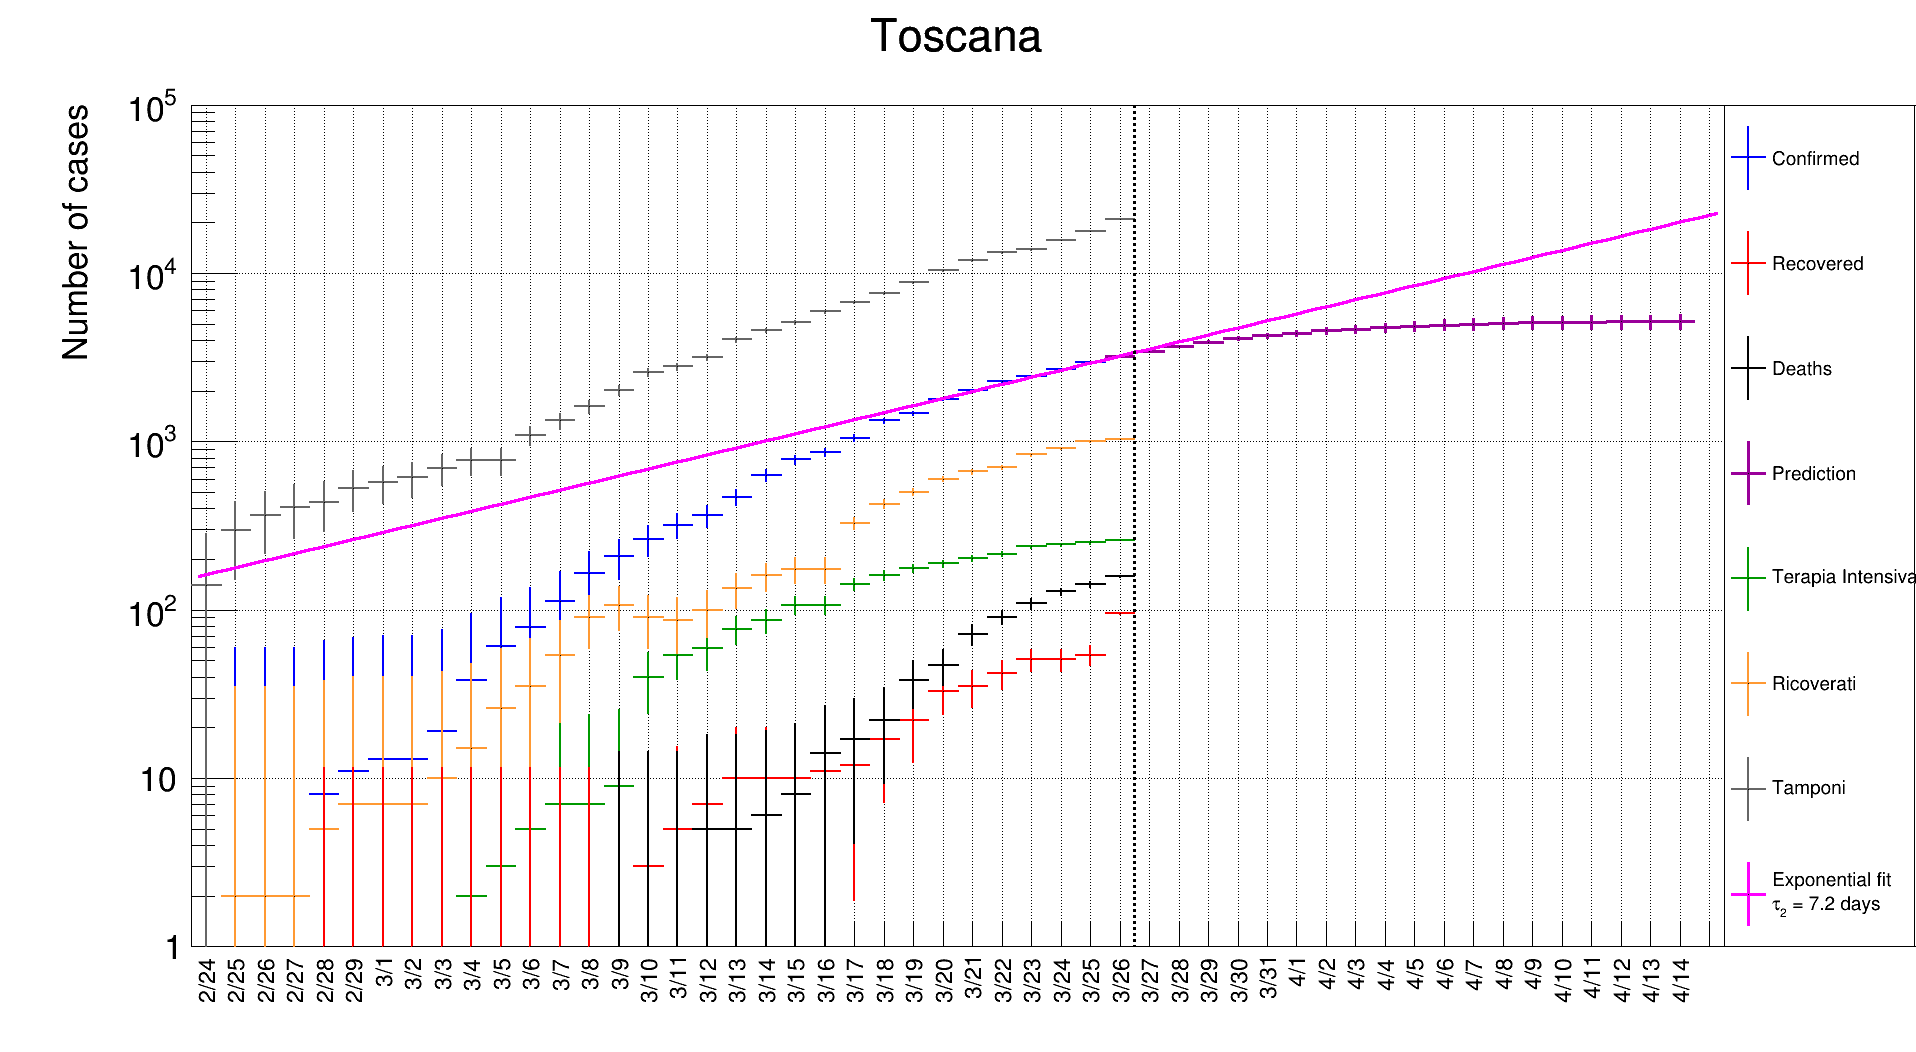 Toscana
Number of cases
10^5
10^4
10^3
10^2
10
1
2/24 2/25 2/26 2/27 2/28 2/29 3/1 3/2 3/3 3/4 3/5 3/6 3/7 3/8 3/9 3/10 3/11 3/12 3/13 3/14 3/15 3/16 3/17 3/18 3/19 3/20 3/21 3/22 3/23 3/24 3/25 3/26 3/27 3/28 3/29 3/30 3/31 4/1 4/2 4/3 4/4 4/5 4/6 4/7 4/8 4/9 4/10 4/11 4/12 4/13 4/14
Confirmed
Recovered
Deaths
Prediction
Terapia Intensiva
Ricoverati
Tamponi
Exponential fit
τ₂ = 7.2 days